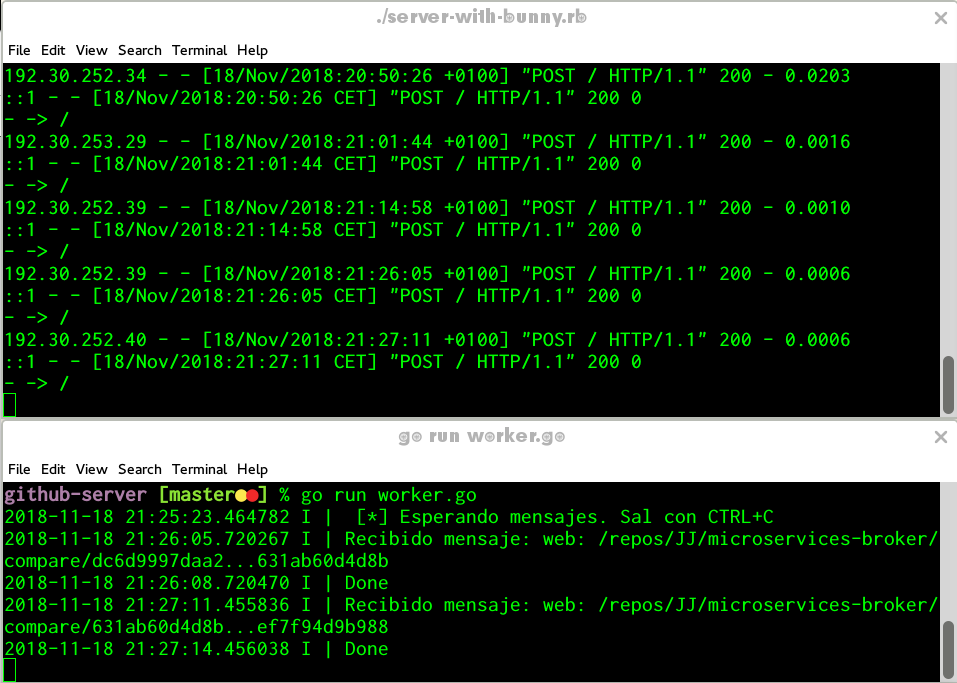 ./server-with-bunny.rb
File Edit View Search Terminal Help
192.30.252.34 - - [18/Nov/2018:20:50:26 +0100] "POST / HTTP/1.1" 200 - 0.0203
::1 - - [18/Nov/2018:20:50:26 CET] "POST / HTTP/1.1" 200 0
- -> /
192.30.253.29 - - [18/Nov/2018:21:01:44 +0100] "POST / HTTP/1.1" 200 - 0.0016
::1 - - [18/Nov/2018:21:01:44 CET] "POST / HTTP/1.1" 200 0
- -> /
192.30.252.39 - - [18/Nov/2018:21:14:58 +0100] "POST / HTTP/1.1" 200 - 0.0010
::1 - - [18/Nov/2018:21:14:58 CET] "POST / HTTP/1.1" 200 0
- -> /
192.30.252.39 - - [18/Nov/2018:21:26:05 +0100] "POST / HTTP/1.1" 200 - 0.0006
::1 - - [18/Nov/2018:21:26:05 CET] "POST / HTTP/1.1" 200 0
- -> /
192.30.252.40 - - [18/Nov/2018:21:27:11 +0100] "POST / HTTP/1.1" 200 - 0.0006
::1 - - [18/Nov/2018:21:27:11 CET] "POST / HTTP/1.1" 200 0
- -> /
go run worker.go
File Edit View Search Terminal Help
github-server [master●●] % go run worker.go
2018-11-18 21:25:23.464782 I |  [*] Esperando mensajes. Sal con CTRL+C
2018-11-18 21:26:05.720267 I | Recibido mensaje: web: /repos/JJ/microservices-broker/
compare/dc6d9997daa2...631ab60d4d8b
2018-11-18 21:26:08.720470 I | Done
2018-11-18 21:27:11.455836 I | Recibido mensaje: web: /repos/JJ/microservices-broker/
compare/631ab60d4d8b...ef7f94d9b988
2018-11-18 21:27:14.456038 I | Done